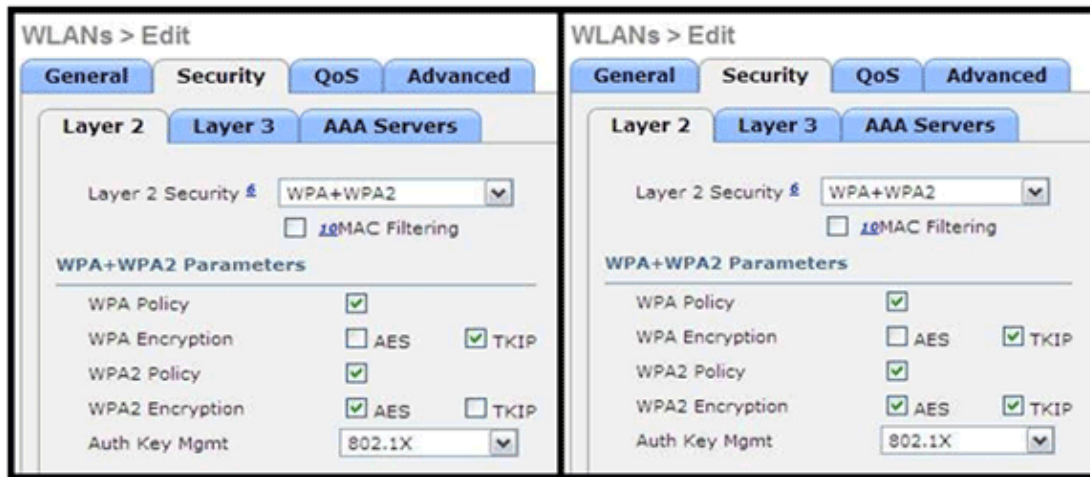 WLANs > Edit
General Security QoS Advanced
Layer 2 Layer 3 AAA Servers
Layer 2 Security 6 WPA+WPA2
10MAC Filtering
WPA+WPA2 Parameters
WPA Policy
WPA Encryption AES TKIP
WPA2 Policy
WPA2 Encryption AES TKIP
Auth Key Mgmt 802.1X
WLANs > Edit
General Security QoS Advanced
Layer 2 Layer 3 AAA Servers
Layer 2 Security 6 WPA+WPA2
10MAC Filtering
WPA+WPA2 Parameters
WPA Policy
WPA Encryption AES TKIP
WPA2 Policy
WPA2 Encryption AES TKIP
Auth Key Mgmt 802.1X